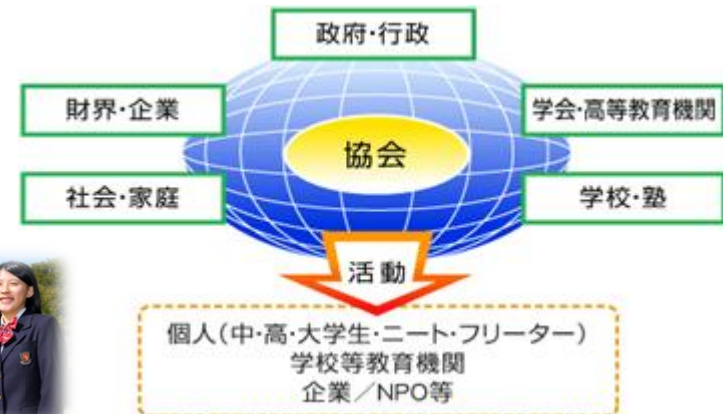 政府・行政
財界・企業
学会・高等教育機関
協会
社会・家庭
学校・塾
活動
個人(中・高・大学生・ニート・フリーター)
学校等教育機関
企業/NPO等